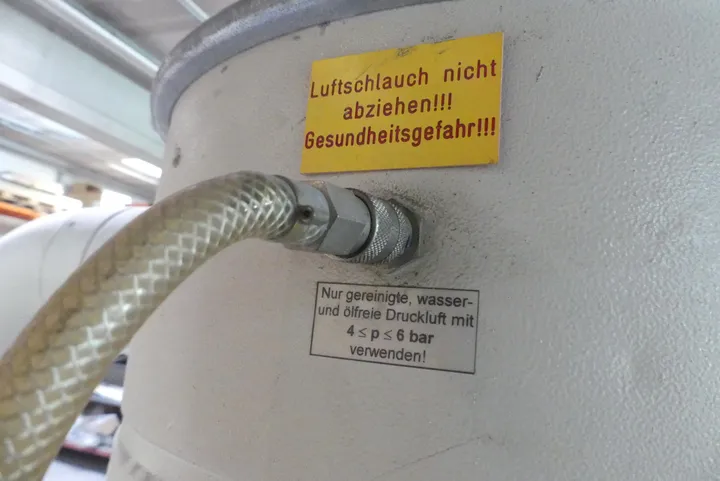 Luftschlauch nicht
abziehen!!!
Gesundheitsgefahr!!!
Nur gereinigte, wasser-
und ölfreie Druckluft mit
4 ≤ p ≤ 6 bar
verwenden!